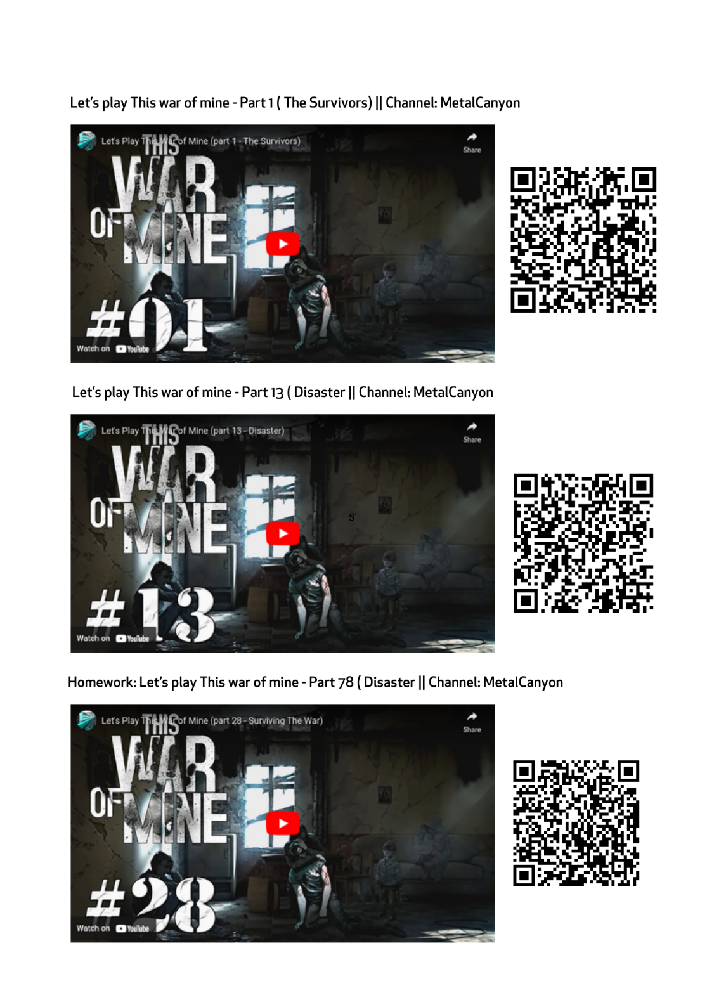 Let's play This war of mine - Part 1 ( The Survivors) || Channel: MetalCanyon
Let's Play This War of Mine (part 1 - The Survivors)
Share
THIS
WAR
OF MINE
#01
Watch on YouTube
Let's play This war of mine - Part 13 ( Disaster || Channel: MetalCanyon
Let's Play This War of Mine (part 13 - Disaster)
Share
THIS
WAR
OF MINE
s
#13
Watch on YouTube
Homework: Let's play This war of mine - Part 78 ( Disaster || Channel: MetalCanyon
Let's Play This War of Mine (part 28 - Surviving The War)
Share
THIS
WAR
OF MINE
#28
Watch on YouTube